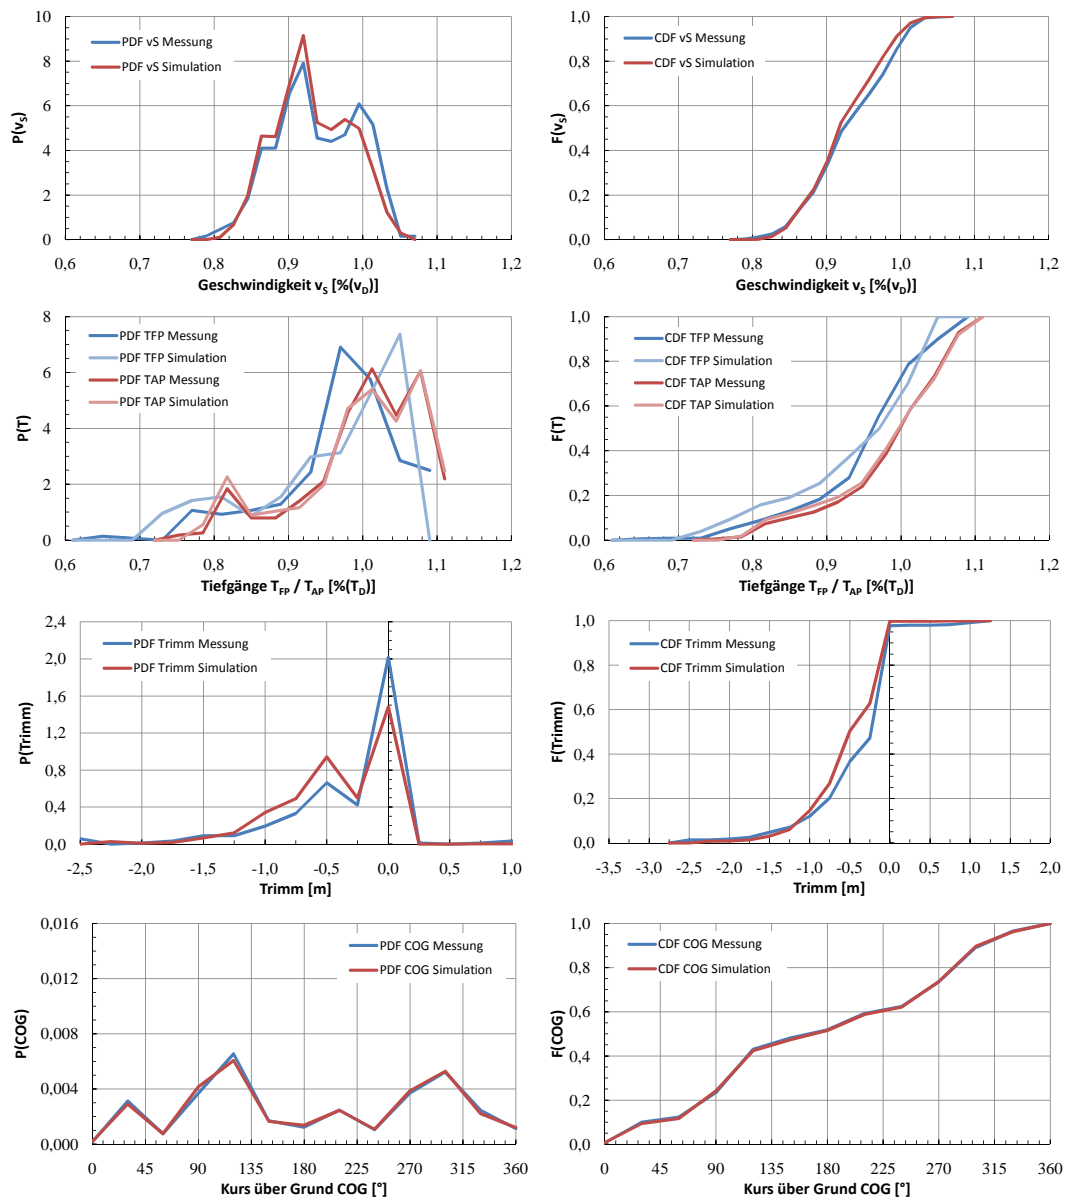 PDF vS Messung
PDF vS Simulation
P(vS)
10
8
6
4
2
0
0,6 0,7 0,8 0,9 1,0 1,1 1,2
Geschwindigkeit vS [%(vD)]
CDF vS Messung
CDF vS Simulation
F(vS)
1,0
0,8
0,6
0,4
0,2
0,0
0,6 0,7 0,8 0,9 1,0 1,1 1,2
Geschwindigkeit vS [%(vD)]
PDF TFP Messung
PDF TFP Simulation
PDF TAP Messung
PDF TAP Simulation
P(T)
8
6
4
2
0
0,6 0,7 0,8 0,9 1,0 1,1 1,2
Tiefgänge TFP / TAP [%(TD)]
CDF TFP Messung
CDF TFP Simulation
CDF TAP Messung
CDF TAP Simulation
F(T)
1,0
0,8
0,6
0,4
0,2
0,0
0,6 0,7 0,8 0,9 1,0 1,1 1,2
Tiefgänge TFP / TAP [%(TD)]
PDF Trimm Messung
PDF Trimm Simulation
P(Trimm)
2,4
2,0
1,6
1,2
0,8
0,4
0,0
-2,5 -2,0 -1,5 -1,0 -0,5 0,0 0,5 1,0
Trimm [m]
CDF Trimm Messung
CDF Trimm Simulation
F(Trimm)
1,0
0,8
0,6
0,4
0,2
0,0
-3,5 -3,0 -2,5 -2,0 -1,5 -1,0 -0,5 0,0 0,5 1,0 1,5 2,0
Trimm [m]
PDF COG Messung
PDF COG Simulation
P(COG)
0,016
0,012
0,008
0,004
0,000
0 45 90 135 180 225 270 315 360
Kurs über Grund COG [°]
CDF COG Messung
CDF COG Simulation
F(COG)
1,0
0,8
0,6
0,4
0,2
0,0
0 45 90 135 180 225 270 315 360
Kurs über Grund COG [°]